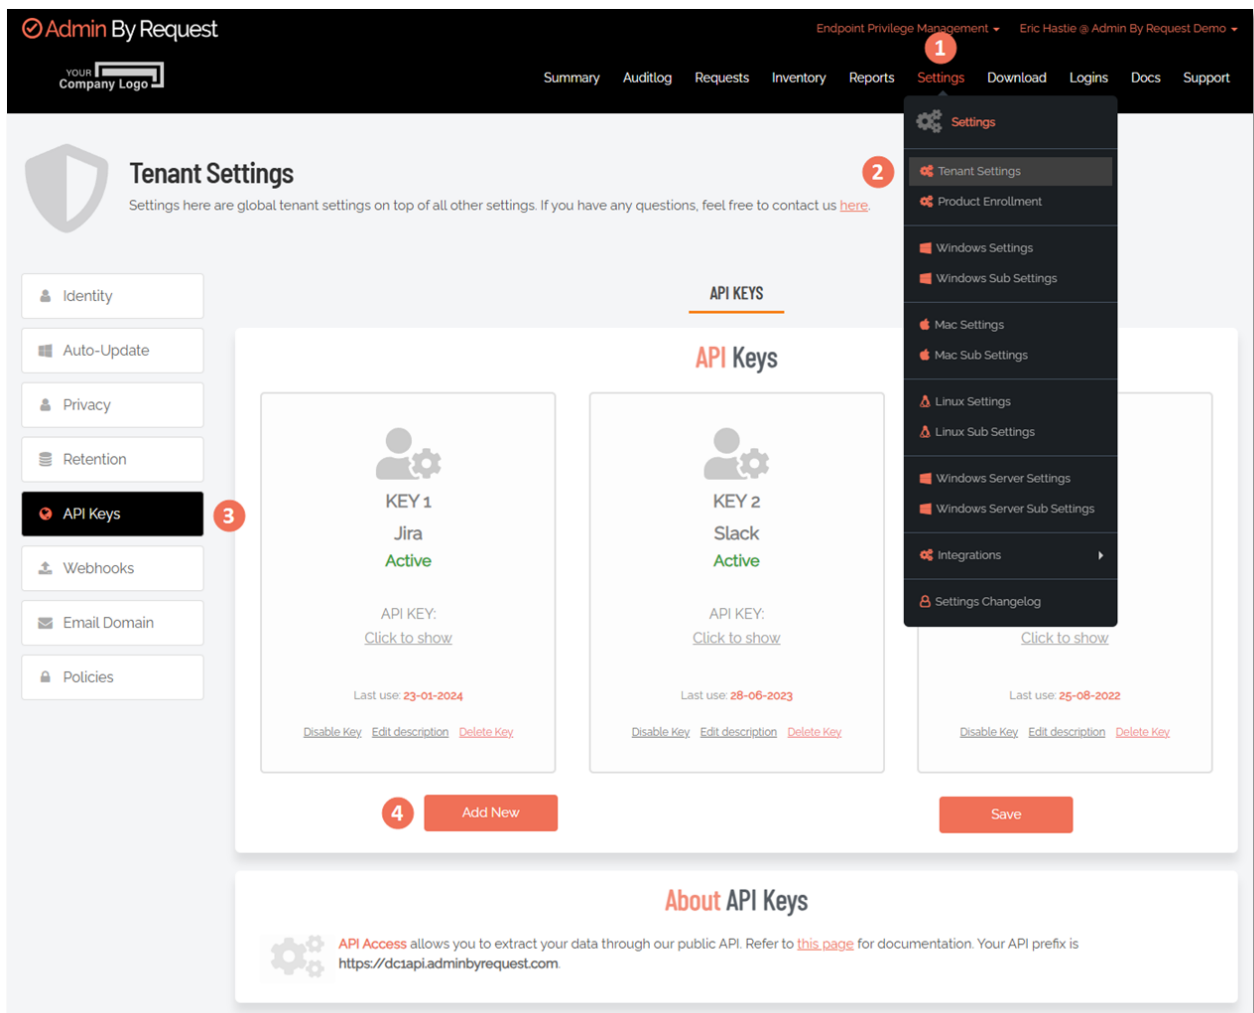 Admin By Request
Endpoint Privilege Management
Eric Hastie @ Admin By Request Demo
YOUR
Company Logo
Summary
Auditlog
Requests
Inventory
Reports
Settings
Download
Logins
Docs
Support
1
Settings
2
Tenant Settings
Product Enrollment
Windows Settings
Windows Sub Settings
Mac Settings
Mac Sub Settings
Linux Settings
Linux Sub Settings
Windows Server Settings
Windows Server Sub Settings
Integrations
Settings Changelog
Tenant Settings
Settings here are global tenant settings on top of all other settings. If you have any questions, feel free to contact us here.
Identity
Auto-Update
Privacy
Retention
API Keys
3
Webhooks
Email Domain
Policies
API KEYS
API Keys
KEY 1
Jira
Active
API KEY:
Click to show
Last use: 23-01-2024
Disable Key Edit description Delete Key
KEY 2
Slack
Active
API KEY:
Click to show
Last use: 28-06-2023
Disable Key Edit description Delete Key
Click to show
Last use: 25-08-2022
Disable Key Edit description Delete Key
4
Add New
Save
About API Keys
API Access allows you to extract your data through our public API. Refer to this page for documentation. Your API prefix is
https://dc1api.adminbyrequest.com.